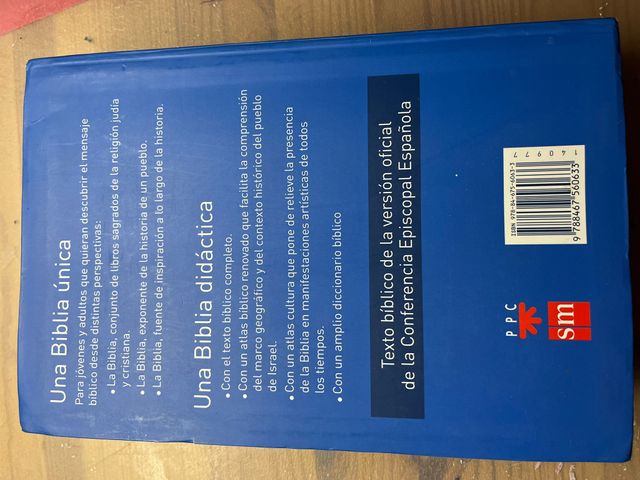 Una Biblia única
Para jóvenes y adultos que quieran descubrir el mensaje
bíblico desde distintas perspectivas:
• La Biblia, conjunto de libros sagrados de la religión judía
y cristiana.
• La Biblia, exponente de la historia de un pueblo.
• La Biblia, fuente de inspiración a lo largo de la historia.
Una Biblia didáctica
• Con el texto bíblico completo.
• Con un atlas bíblico renovado que facilita la comprensión
del marco geográfico y del contexto histórico del pueblo
de Israel.
• Con un atlas cultura que pone de relieve la presencia
de la Biblia en manifestaciones artísticas de todos
los tiempos.
• Con un amplio diccionario bíblico
Texto bíblico de la versión oficial
de la Conferencia Episcopal Española
PPC
sm
140977
ISBN 978-84-675-6063-3
9 788467 560633